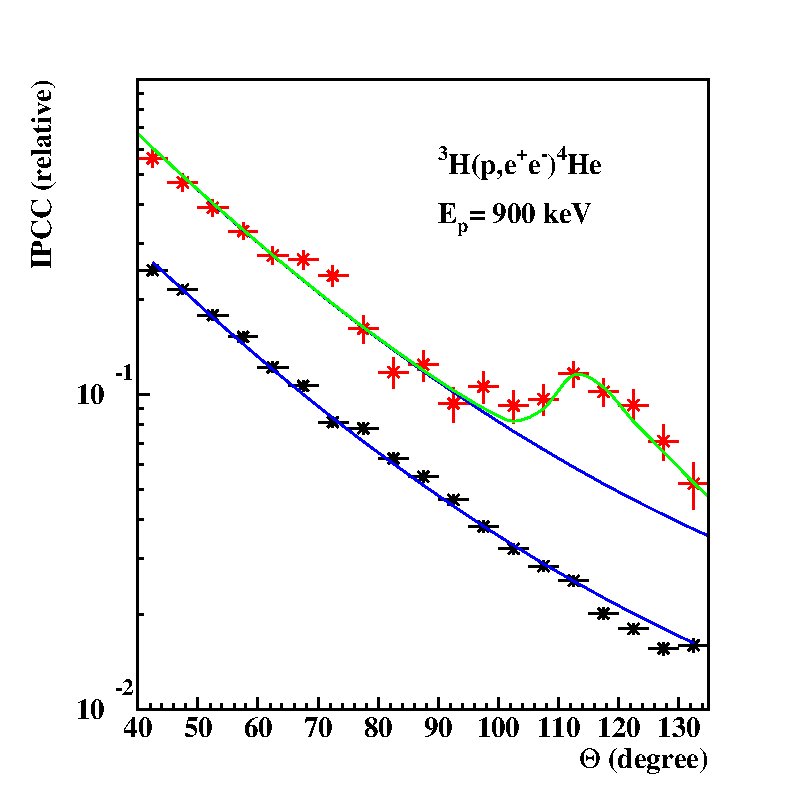 IPCC (relative)
³H(p,e⁺e⁻)⁴He
Eₚ= 900 keV
10⁻¹
10⁻²
40 50 60 70 80 90 100 110 120 130
Θ (degree)